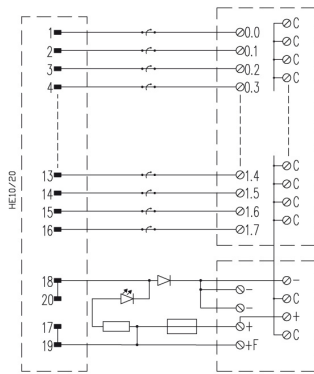 C
1 0.0 C
2 0.1 C
3 0.2 C
4 0.3
HE10/20
13 1.4 C
14 1.5 C
15 1.6 C
16 1.7 C
18 -
20 - C
-
17 + +
19 +F C